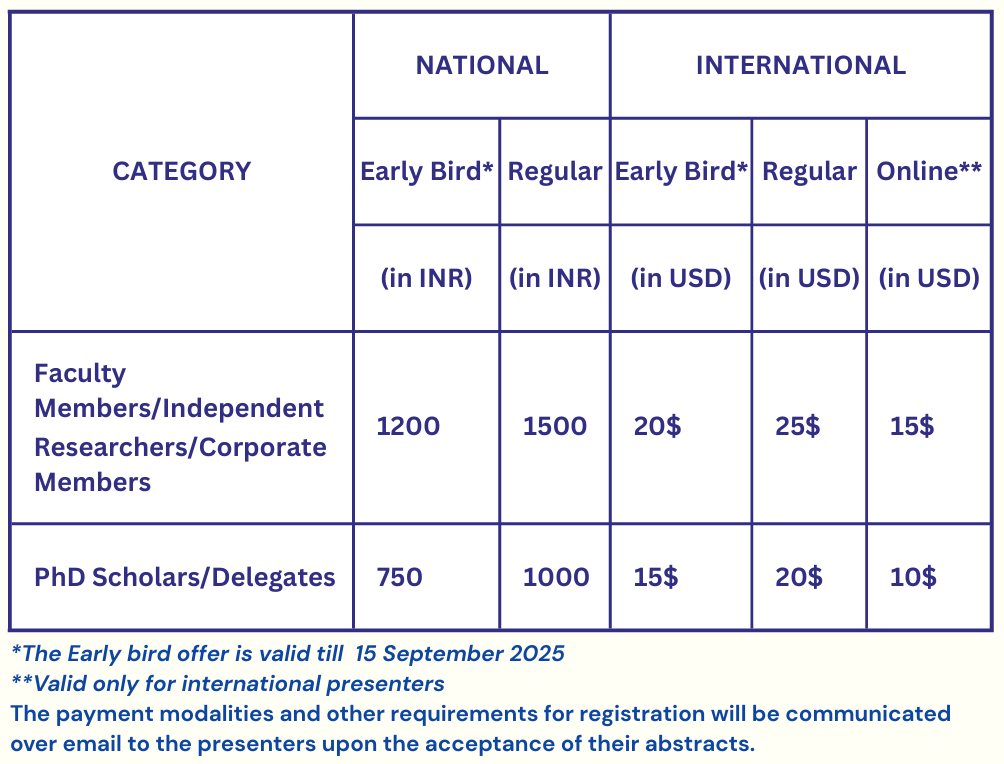 NATIONAL INTERNATIONAL
CATEGORY Early Bird* Regular Early Bird* Regular Online**
(in INR) (in INR) (in USD) (in USD) (in USD)
Faculty
Members/Independent
Researchers/Corporate
Members
1200 1500 20$ 25$ 15$
PhD Scholars/Delegates 750 1000 15$ 20$ 10$
*The Early bird offer is valid till  15 September 2025
**Valid only for international presenters
The payment modalities and other requirements for registration will be communicated
over email to the presenters upon the acceptance of their abstracts.